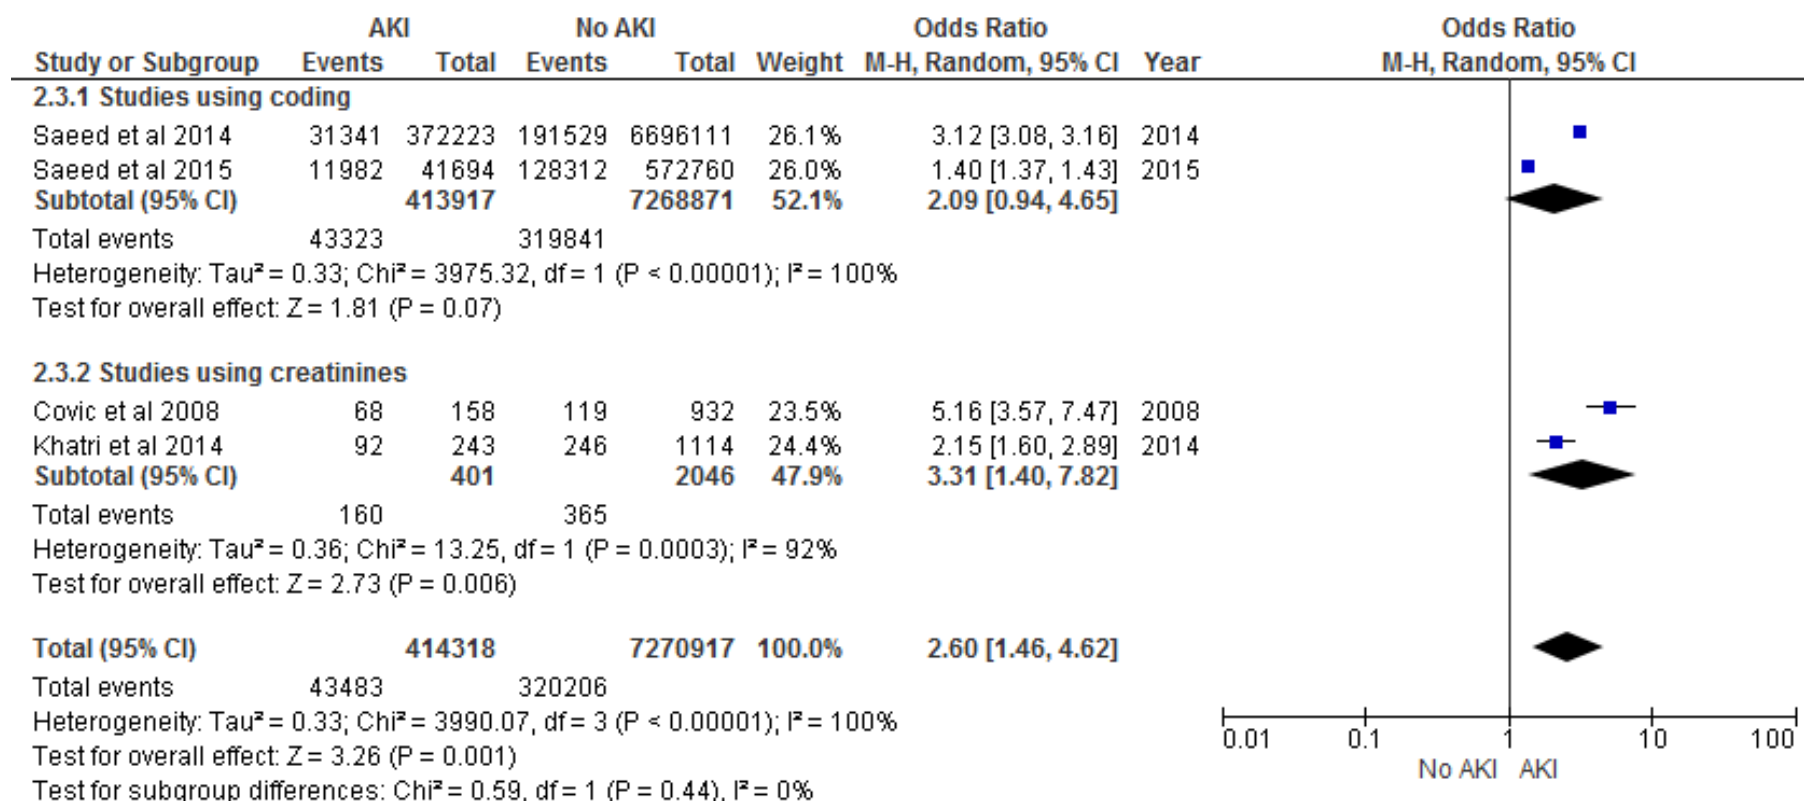 AKI No AKI Odds Ratio Odds Ratio
Study or Subgroup Events Total Events Total Weight M-H, Random, 95% CI Year M-H, Random, 95% CI
2.3.1 Studies using coding
Saeed et al 2014 31341 372223 191529 6696111 26.1% 3.12 [3.08, 3.16] 2014
Saeed et al 2015 11982 41694 128312 572760 26.0% 1.40 [1.37, 1.43] 2015
Subtotal (95% CI) 413917 7268871 52.1% 2.09 [0.94, 4.65]
Total events 43323 319841
Heterogeneity: Tau² = 0.33; Chi² = 3975.32, df = 1 (P < 0.00001); I² = 100%
Test for overall effect: Z = 1.81 (P = 0.07)
2.3.2 Studies using creatinines
Covic et al 2008 68 158 119 932 23.5% 5.16 [3.57, 7.47] 2008
Khatri et al 2014 92 243 246 1114 24.4% 2.15 [1.60, 2.89] 2014
Subtotal (95% CI) 401 2046 47.9% 3.31 [1.40, 7.82]
Total events 160 365
Heterogeneity: Tau² = 0.36; Chi² = 13.25, df = 1 (P = 0.0003); I² = 92%
Test for overall effect: Z = 2.73 (P = 0.006)
Total (95% CI) 414318 7270917 100.0% 2.60 [1.46, 4.62]
Total events 43483 320206
Heterogeneity: Tau² = 0.33; Chi² = 3990.07, df = 3 (P < 0.00001); I² = 100%
Test for overall effect: Z = 3.26 (P = 0.001)
Test for subgroup differences: Chi² = 0.59, df = 1 (P = 0.44), I² = 0%
0.01 0.1 1 10 100
No AKI AKI